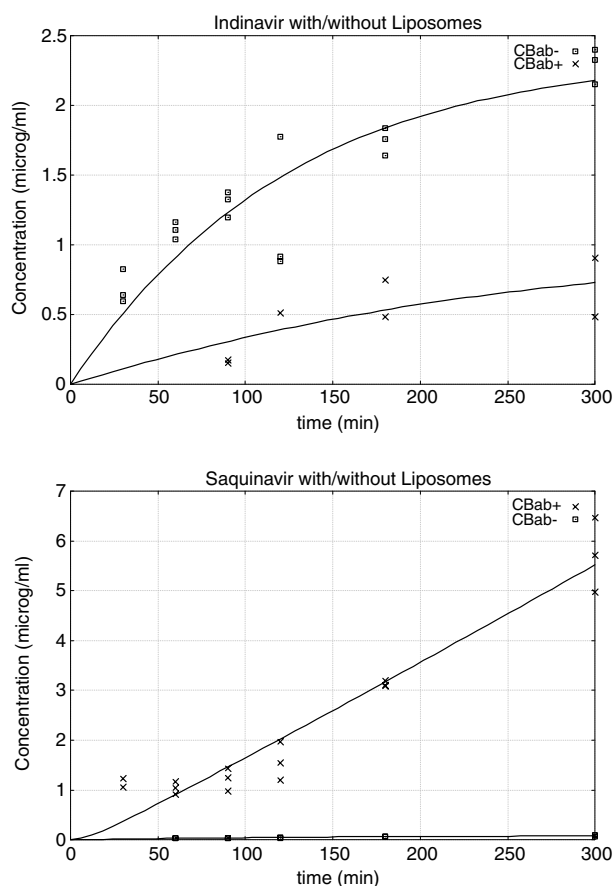 Indinavir with/without Liposomes
2.5
CBab-
CBab+
2
1.5
1
0.5
0
Concentration (microg/ml)
0 50 100 150 200 250 300
time (min)
Saquinavir with/without Liposomes
7
CBab+
CBab-
6
5
4
3
2
1
0
Concentration (microg/ml)
0 50 100 150 200 250 300
time (min)